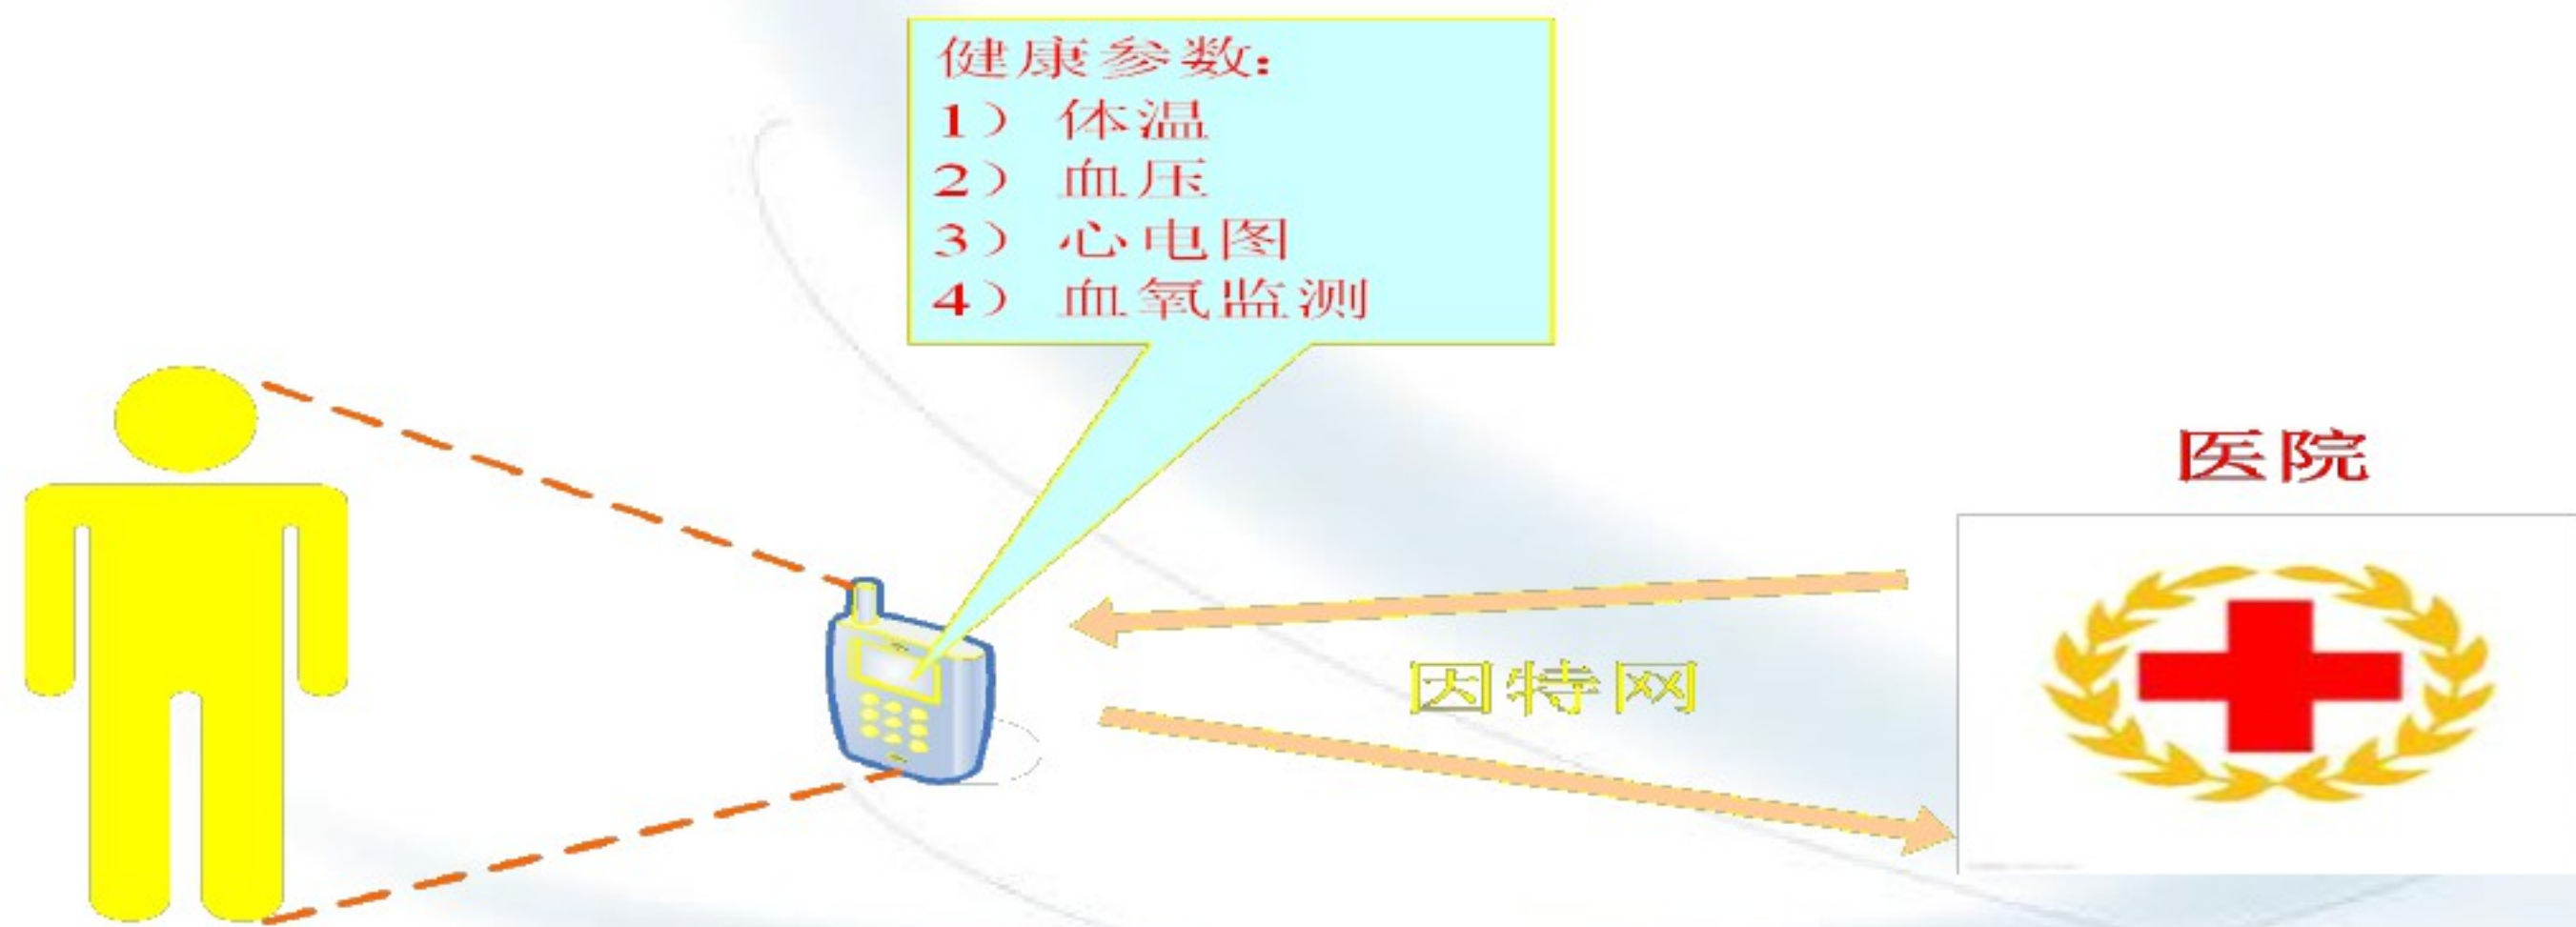 健康参数：
1） 体温
2） 血压
3） 心电图
4） 血氧监测
医院
因特网